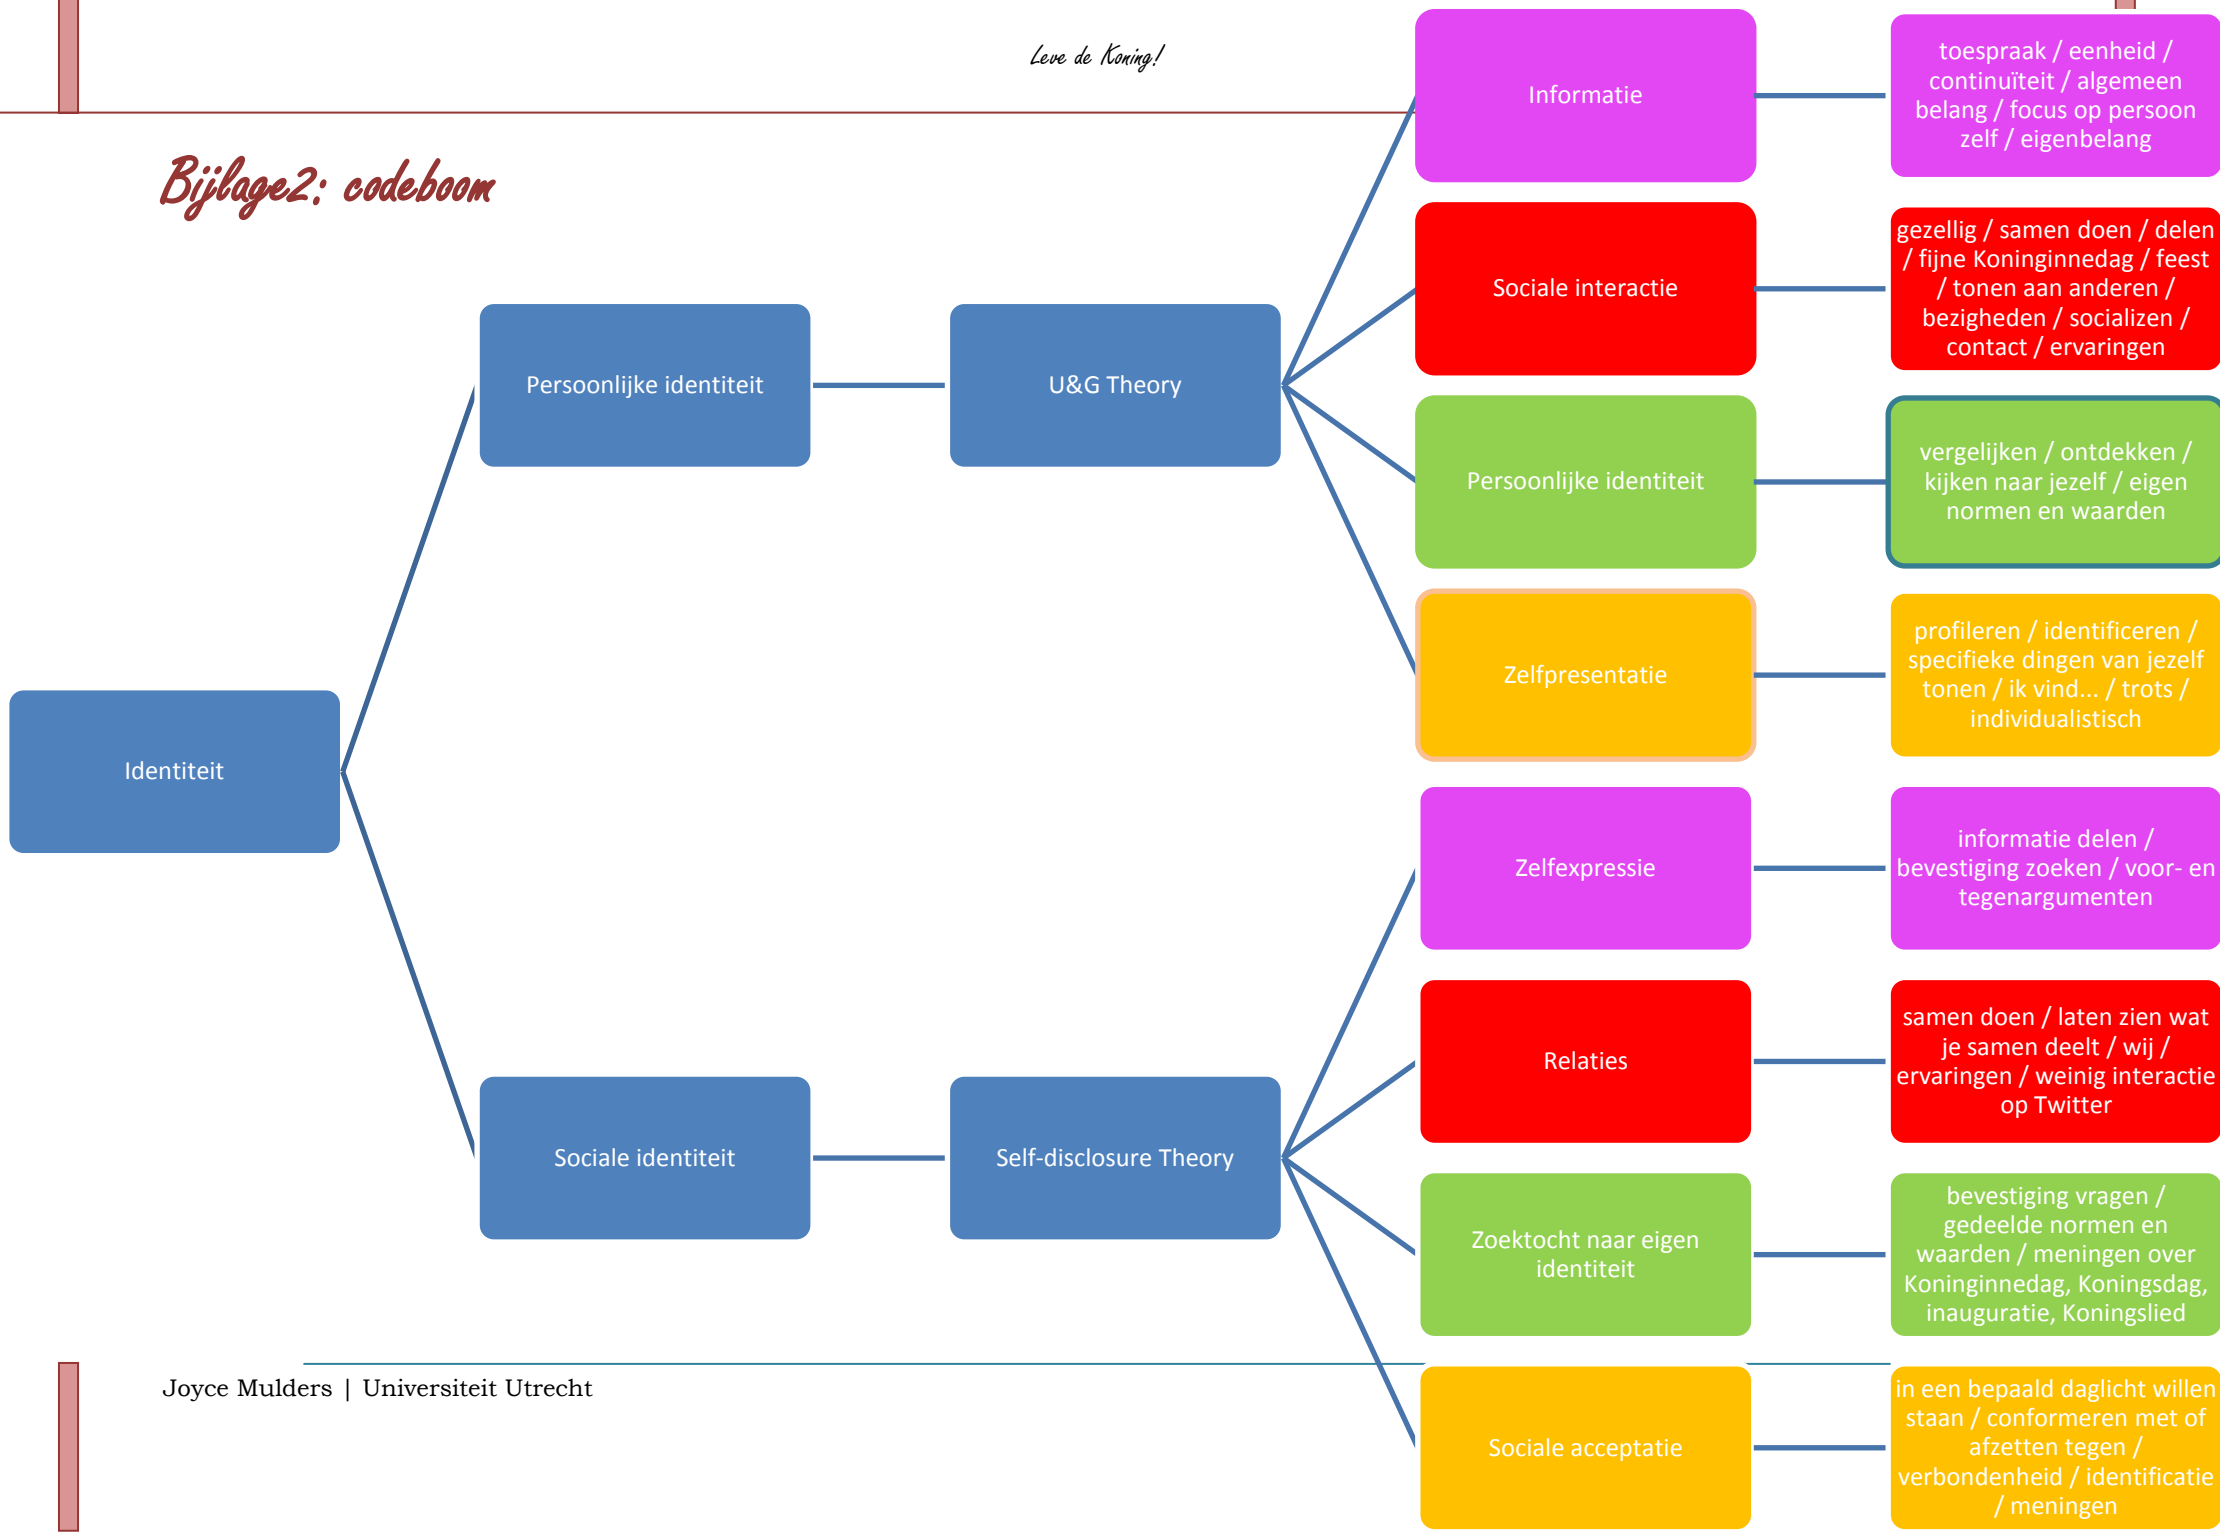 Leve de Koning!
Bijlage2: codeboom
Identiteit
Persoonlijke identiteit
U&G Theory
Informatie
toespraak / eenheid /
continuïteit / algemeen
belang / focus op persoon
zelf / eigenbelang
Sociale interactie
gezellig / samen doen / delen
/ fijne Koninginnedag / feest
/ tonen aan anderen /
bezigheden / socializen /
contact / ervaringen
Persoonlijke identiteit
vergelijken / ontdekken /
kijken naar jezelf / eigen
normen en waarden
Zelfpresentatie
profileren / identificeren /
specifieke dingen van jezelf
tonen / ik vind... / trots /
individualistisch
Sociale identiteit
Self-disclosure Theory
Zelfexpressie
informatie delen /
bevestiging zoeken / voor- en
tegenargumenten
Relaties
samen doen / laten zien wat
je samen deelt / wij /
ervaringen / weinig interactie
op Twitter
Zoektocht naar eigen
identiteit
bevestiging vragen /
gedeelde normen en
waarden / meningen over
Koninginnedag, Koningsdag,
inauguratie, Koningslied
Sociale acceptatie
in een bepaald daglicht willen
staan / conformeren met of
afzetten tegen /
verbondenheid / identificatie
/ meningen
Joyce Mulders | Universiteit Utrecht